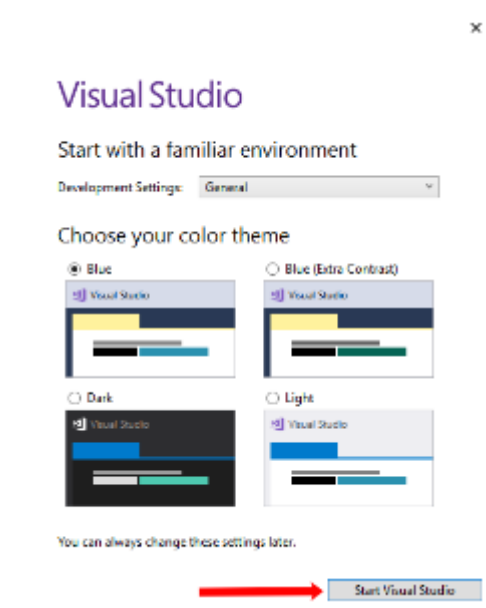 Visual Studio
Start with a familiar environment
Development Settings: General
Choose your color theme
Blue
Blue (Extra Contrast)
Visual Studio
Visual Studio
Dark
Light
Visual Studio
Visual Studio
You can always change these settings later.
Start Visual Studio